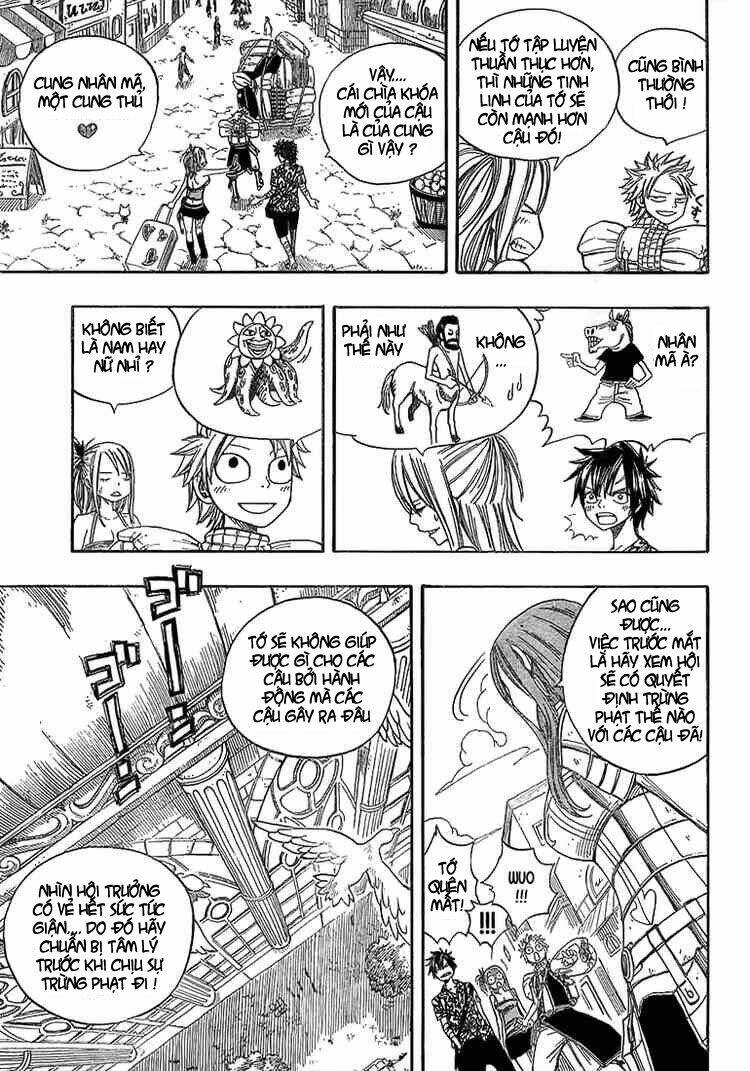 CŨNG BÌNH
THƯỜNG
THÔI !
NẾU TỚ TẬP LUYỆN
THUẦN THỤC HƠN,
THÌ NHỮNG TINH
LINH CỦA TỚ SẼ
CÒN MẠNH HƠN
CẬU ĐÓ!
VẬY....
CÁI CHÌA KHÓA
MỚI CỦA CẬU
LÀ CỦA CUNG
GÌ VẬY ?
CUNG NHÂN MÃ,
MỘT CUNG THỦ
NHÂN
MÃ À?
KHÔNG
...
PHẢI NHƯ
THẾ NÀY
KHÔNG BIẾT
LÀ NAM HAY
NỮ NHỈ ?
SAO CŨNG
ĐƯỢC...
VIỆC TRƯỚC MẮT
LÀ HÃY XEM HỘI
SẼ CÓ QUYẾT
ĐỊNH TRỪNG
PHẠT THẾ NÀO
VỚI CÁC CẬU ĐÃ!
WUO
!!!
TỚ
QUÊN
MẤT!
!!!
TỚ SẼ KHÔNG GIÚP
ĐƯỢC GÌ CHO CÁC
CẬU BỞI HÀNH
ĐỘNG MÀ CÁC
CẬU GÂY RA ĐÂU
ゴー
ゴー
NHÌN HỘI TRƯỞNG
CÓ VẺ HẾT SỨC TỨC
GIẬN.... DO ĐÓ HÃY
CHUẨN BỊ TÂM LÝ
TRƯỚC KHI CHỊU SỰ
TRỪNG PHẠT ĐI !